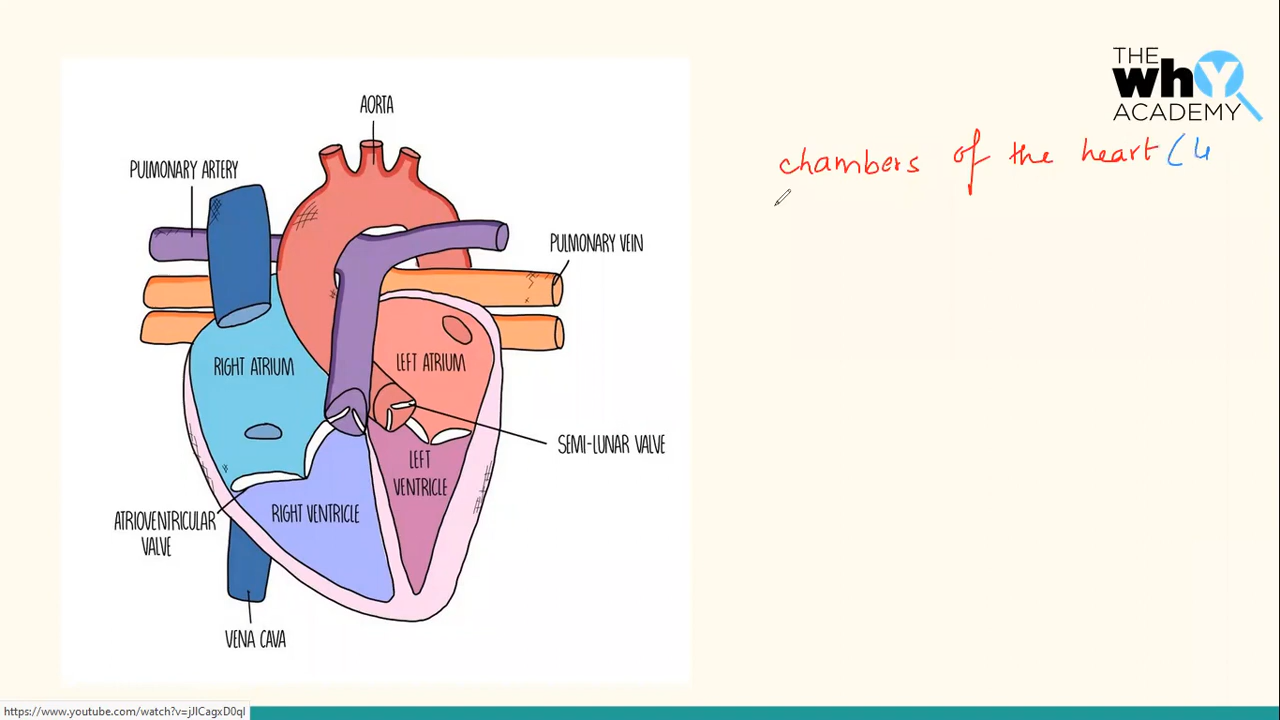 THE
whY
ACADEMY
chambers of the heart (4
AORTA
PULMONARY ARTERY
PULMONARY VEIN
RIGHT ATRIUM
LEFT ATRIUM
SEMI-LUNAR VALVE
LEFT
VENTRICLE
RIGHT VENTRICLE
ATRIOVENTRICULAR
VALVE
VENA CAVA
https://www.youtube.com/watch?v=jJICagxD0qI